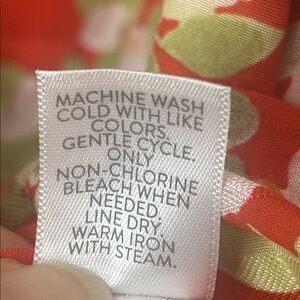 MACHINE WASH
COLD WITH LIKE
COLORS.
GENTLE CYCLE.
ONLY
NON-CHLORINE
BLEACH WHEN
NEEDED.
LINE DRY.
WARM IRON
WITH STEAM.